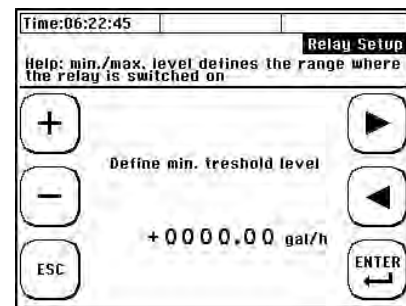 Time:06:22:45
Relay Setup
Help: min./max. level defines the range where
the relay is switched on
+
Define min. treshold level
-
+0000.00 gal/h
ESC
ENTER